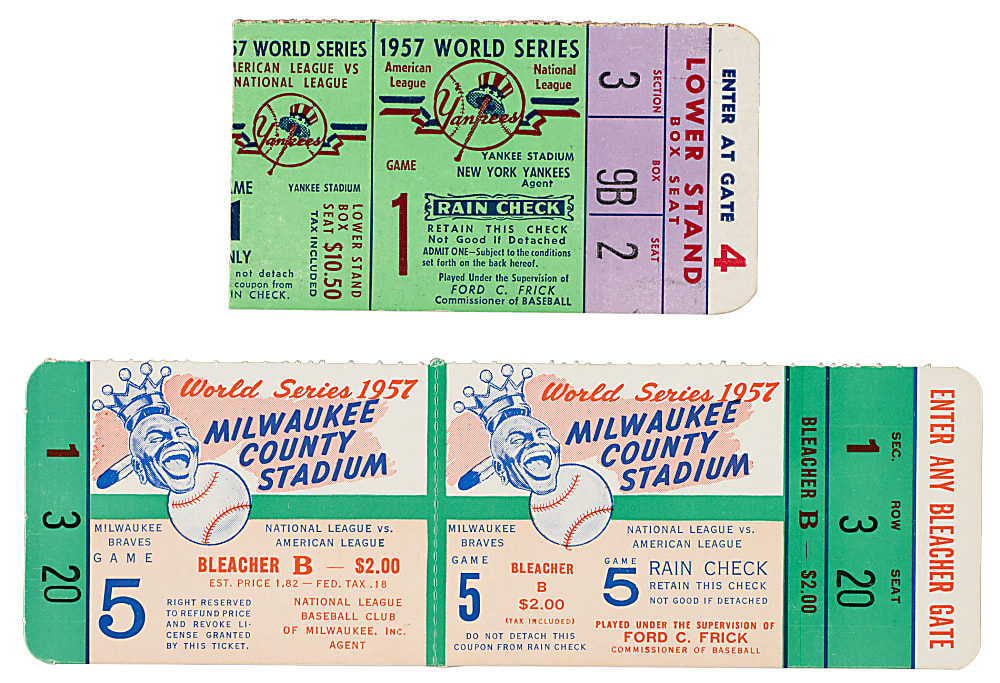 57 WORLD SERIES
ERICAN LEAGUE VS
NATIONAL LEAGUE
Yankees
YANKEE STADIUM
AME
1
NLY
not detach
coupon from
IN CHECK.
LOWER STAND
BOX
SEAT $10.50
TAX INCLUDED
1957 WORLD SERIES
American League
National League
Yankees
YANKEE STADIUM
NEW YORK YANKEES
Agent
GAME
1
RAIN CHECK
RETAIN THIS CHECK
Not Good If Detached
ADMIT ONE—Subject to the conditions
set forth on the back hereof.
Played Under the Supervision of
FORD C. FRICK
Commissioner of BASEBALL
SECTION 3
BOX 9B
SEAT 2
LOWER STAND
BOX SEAT
ENTER AT GATE 4
1 3 20
World Series 1957
MILWAUKEE
COUNTY
STADIUM
MILWAUKEE
BRAVES
GAME
5
NATIONAL LEAGUE vs.
AMERICAN LEAGUE
BLEACHER B — $2.00
EST. PRICE 1.82 — FED. TAX .18
RIGHT RESERVED
TO REFUND PRICE
AND REVOKE LI-
CENSE GRANTED
BY THIS TICKET.
NATIONAL LEAGUE
BASEBALL CLUB
OF MILWAUKEE, INC.
AGENT
World Series 1957
MILWAUKEE
COUNTY
STADIUM
MILWAUKEE
BRAVES
GAME
5
BLEACHER
B
$2.00
(TAX INCLUDED)
DO NOT DETACH THIS
COUPON FROM RAIN CHECK
NATIONAL LEAGUE vs.
AMERICAN LEAGUE
GAME
5
RAIN CHECK
RETAIN THIS CHECK
NOT GOOD IF DETACHED
PLAYED UNDER THE SUPERVISION OF
FORD C. FRICK
COMMISSIONER OF BASEBALL
BLEACHER B — $2.00
SEC. 1
ROW 3
SEAT 20
ENTER ANY BLEACHER GATE